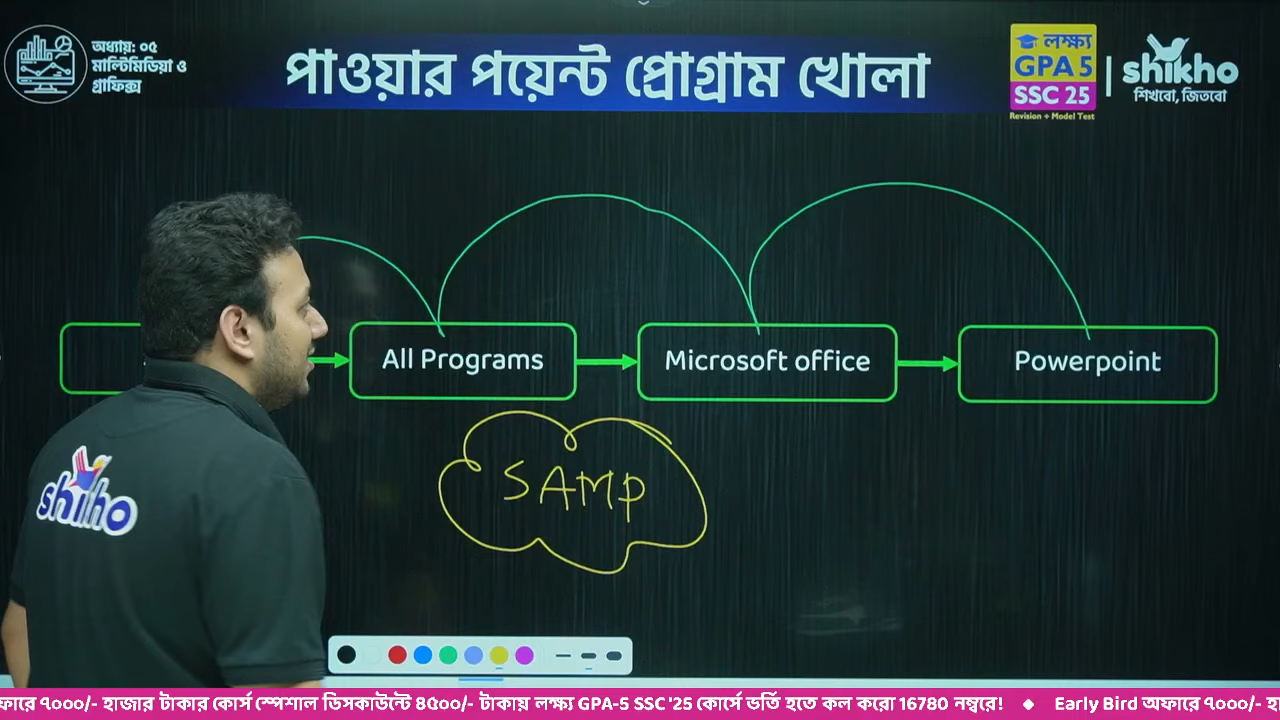 অধ্যায়: ০৫
মাল্টিমিডিয়া ও
গ্রাফিক্স
পাওয়ার পয়েন্ট প্রোগ্রাম খোলা
লক্ষ্য
GPA 5
SSC 25
Revision + Model Test
shikho
শিখবো, জিতবো
All Programs
Microsoft office
Powerpoint
SAMP
shikho
ফারে ৭০০০/- হাজার টাকার কোর্স স্পেশাল ডিসকাউন্টে ৪৫০০/- টাকায় লক্ষ্য GPA-5 SSC '25 কোর্সে ভর্তি হতে কল করো 16780 নম্বরে! ◆ Early Bird অফারে ৭০০০/- হ